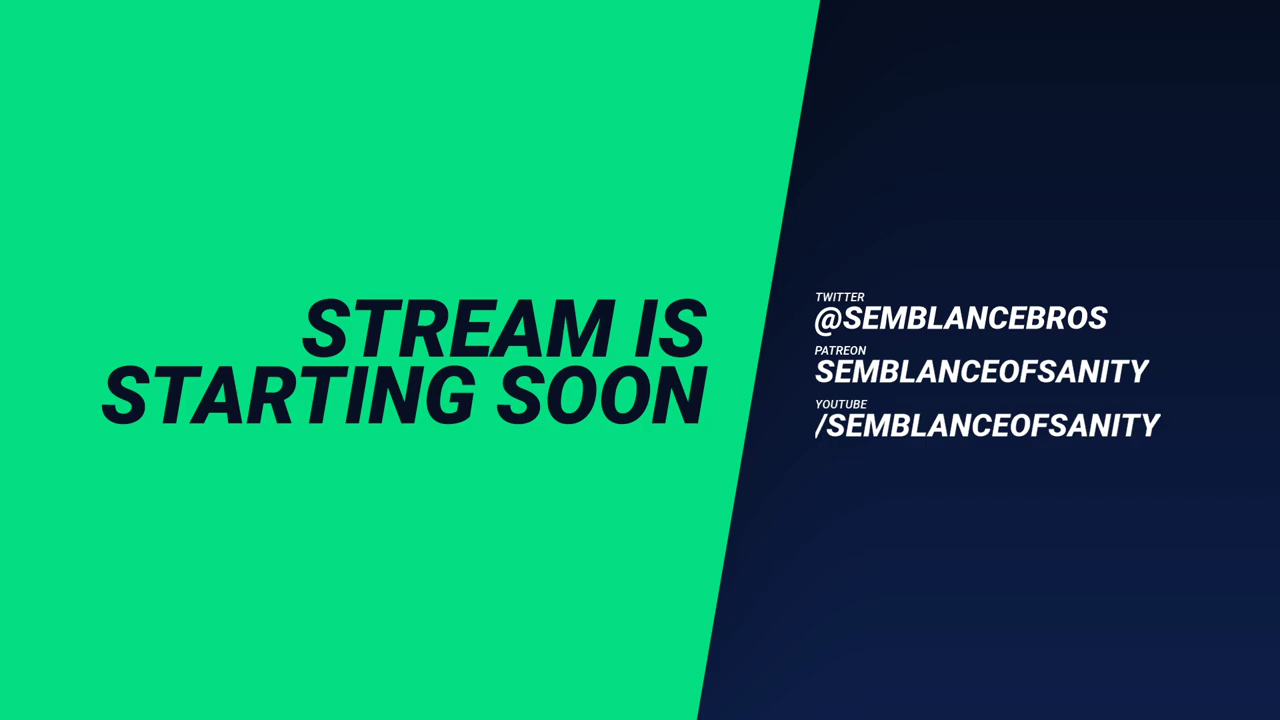 STREAM IS
STARTING SOON
TWITTER
@SEMBLANCEBROS
PATREON
SEMBLANCEOFSANITY
YOUTUBE
/SEMBLANCEOFSANITY